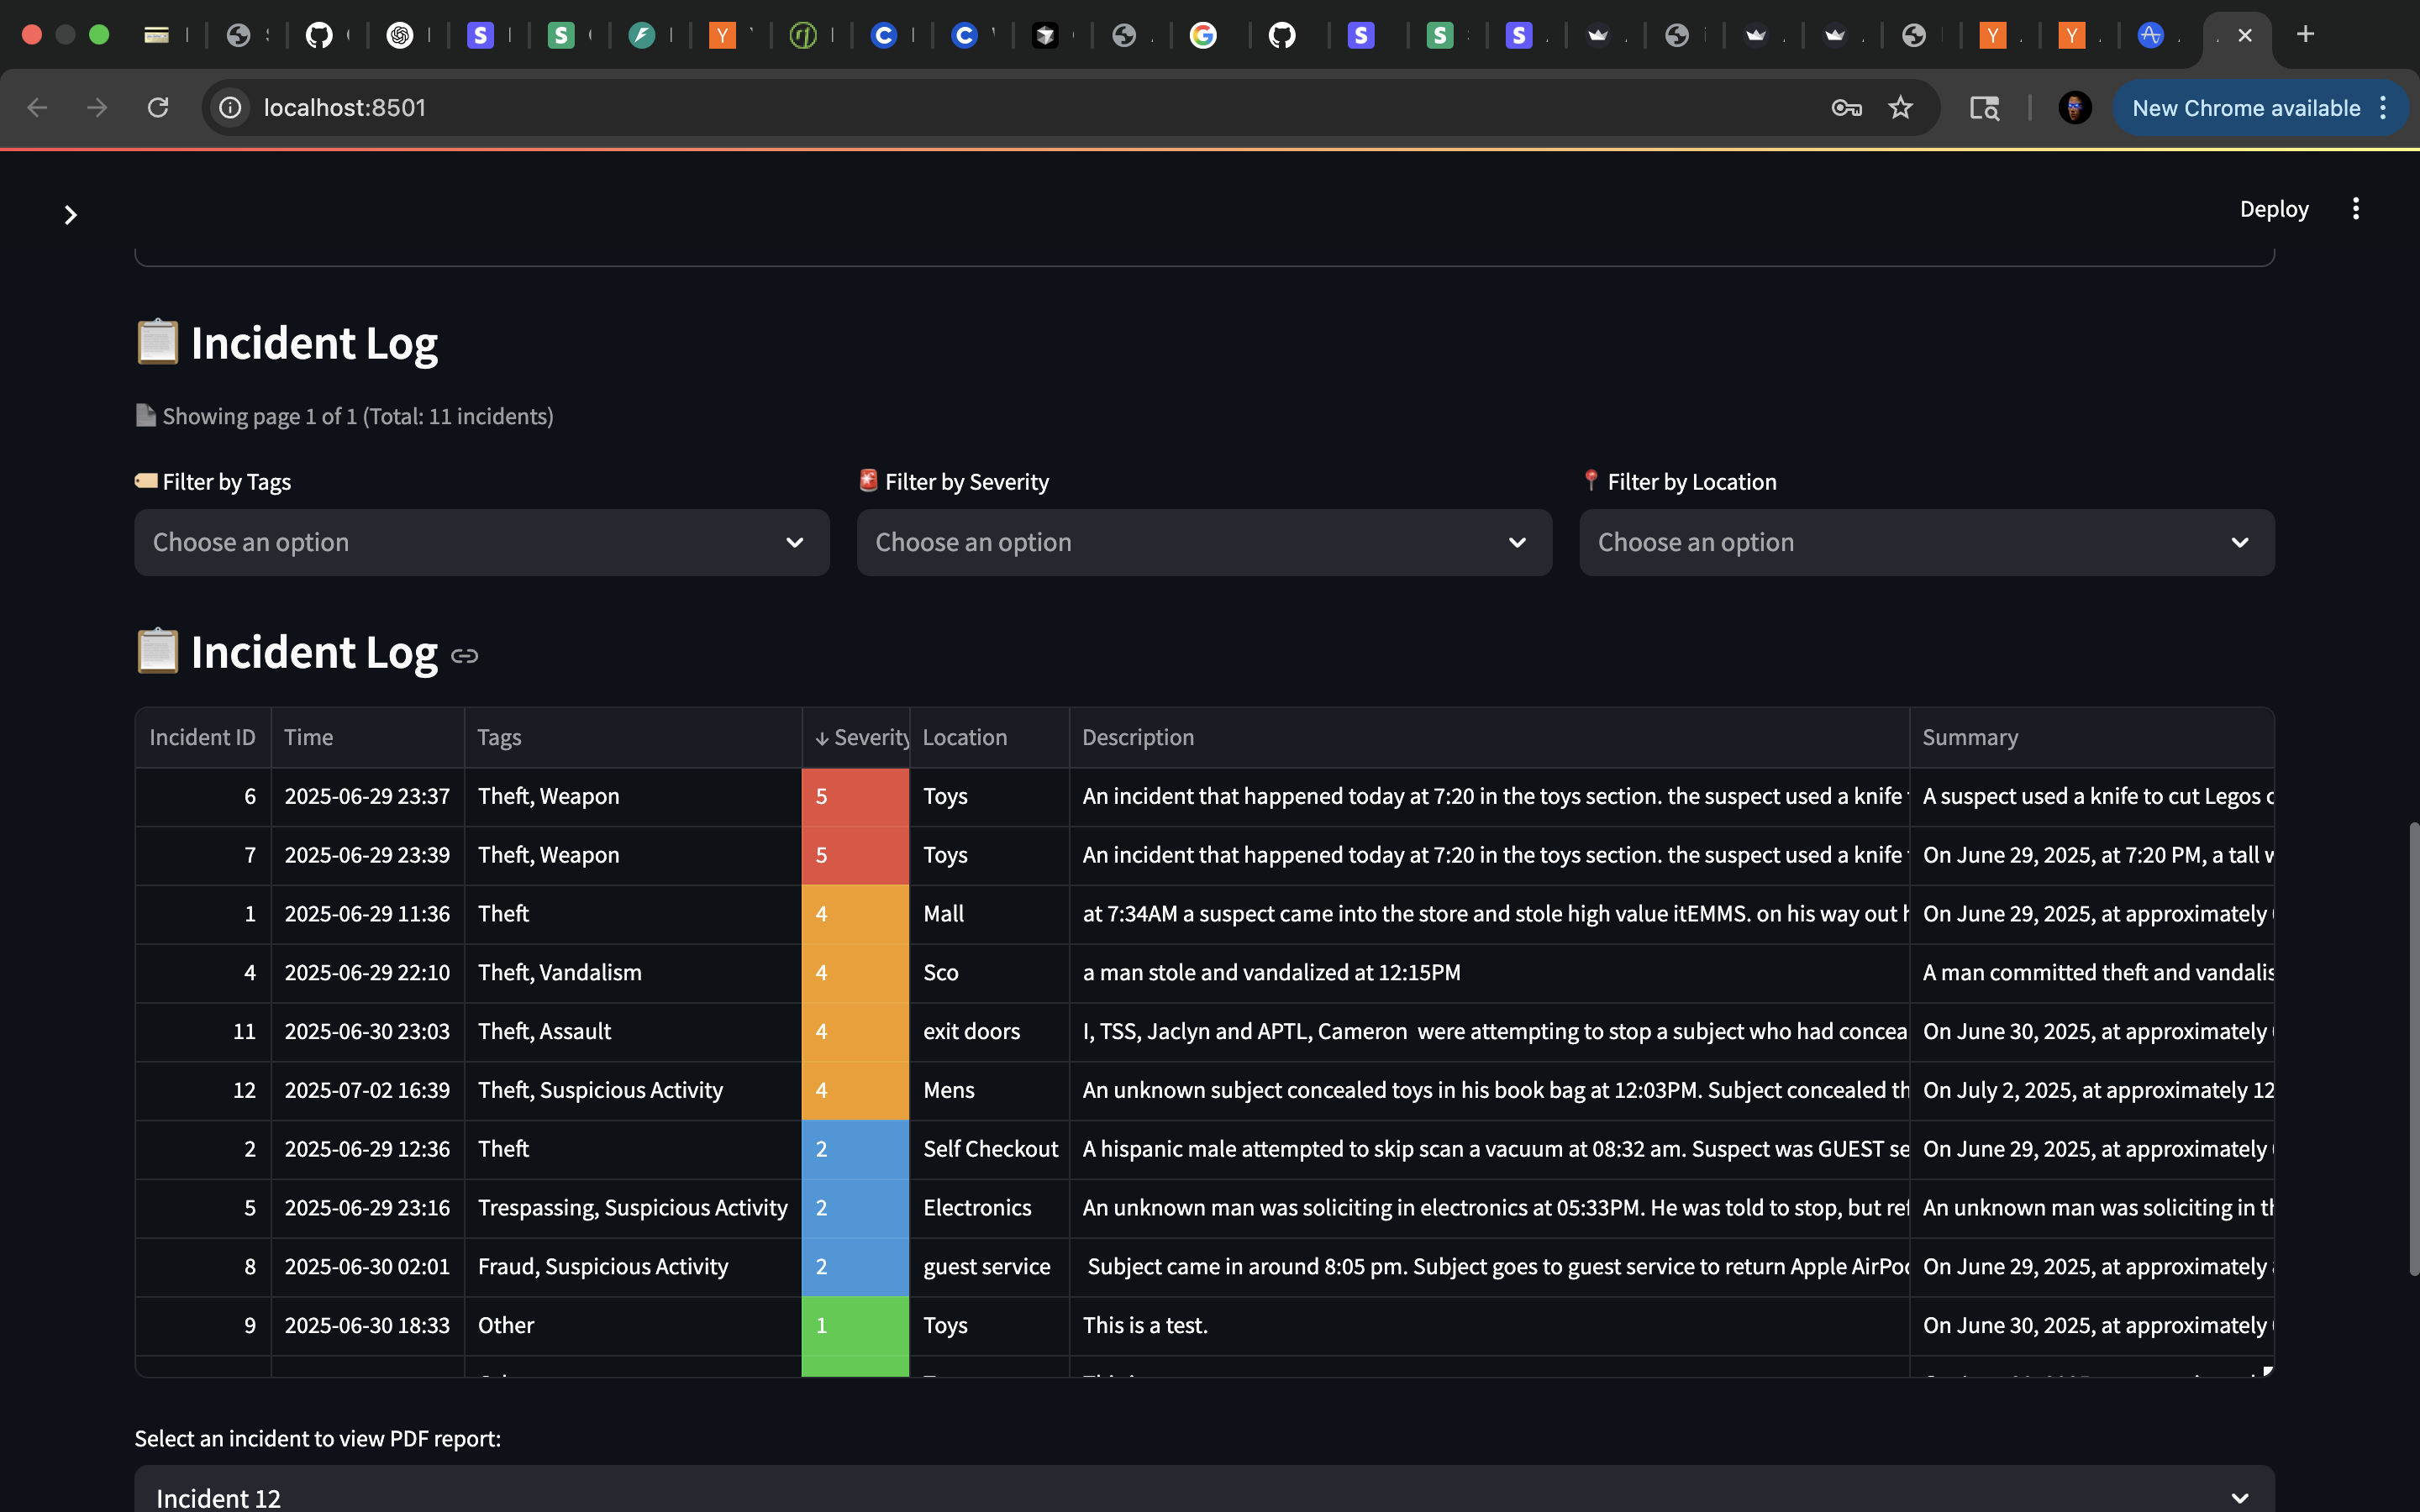 localhost:8501
New Chrome available
Deploy
Incident Log
Showing page 1 of 1 (Total: 11 incidents)
Filter by Tags
Filter by Severity
Filter by Location
Choose an option
Choose an option
Choose an option
Incident Log
Incident ID Time Tags ↓ Severity Location Description Summary
6 2025-06-29 23:37 Theft, Weapon 5 Toys An incident that happened today at 7:20 in the toys section. the suspect used a knife A suspect used a knife to cut Legos
7 2025-06-29 23:39 Theft, Weapon 5 Toys An incident that happened today at 7:20 in the toys section. the suspect used a knife On June 29, 2025, at 7:20 PM, a tall
1 2025-06-29 11:36 Theft 4 Mall at 7:34AM a suspect came into the store and stole high value itEMMS. on his way out On June 29, 2025, at approximately
4 2025-06-29 22:10 Theft, Vandalism 4 Sco a man stole and vandalized at 12:15PM A man committed theft and vandalis
11 2025-06-30 23:03 Theft, Assault 4 exit doors I, TSS, Jaclyn and APTL, Cameron were attempting to stop a subject who had concea On June 30, 2025, at approximately
12 2025-07-02 16:39 Theft, Suspicious Activity 4 Mens An unknown subject concealed toys in his book bag at 12:03PM. Subject concealed th On July 2, 2025, at approximately 12
2 2025-06-29 12:36 Theft 2 Self Checkout A hispanic male attempted to skip scan a vacuum at 08:32 am. Suspect was GUEST se On June 29, 2025, at approximately
5 2025-06-29 23:16 Trespassing, Suspicious Activity 2 Electronics An unknown man was soliciting in electronics at 05:33PM. He was told to stop, but ref An unknown man was soliciting in th
8 2025-06-30 02:01 Fraud, Suspicious Activity 2 guest service Subject came in around 8:05 pm. Subject goes to guest service to return Apple AirPod On June 29, 2025, at approximately
9 2025-06-30 18:33 Other 1 Toys This is a test. On June 30, 2025, at approximately
Select an incident to view PDF report:
Incident 12